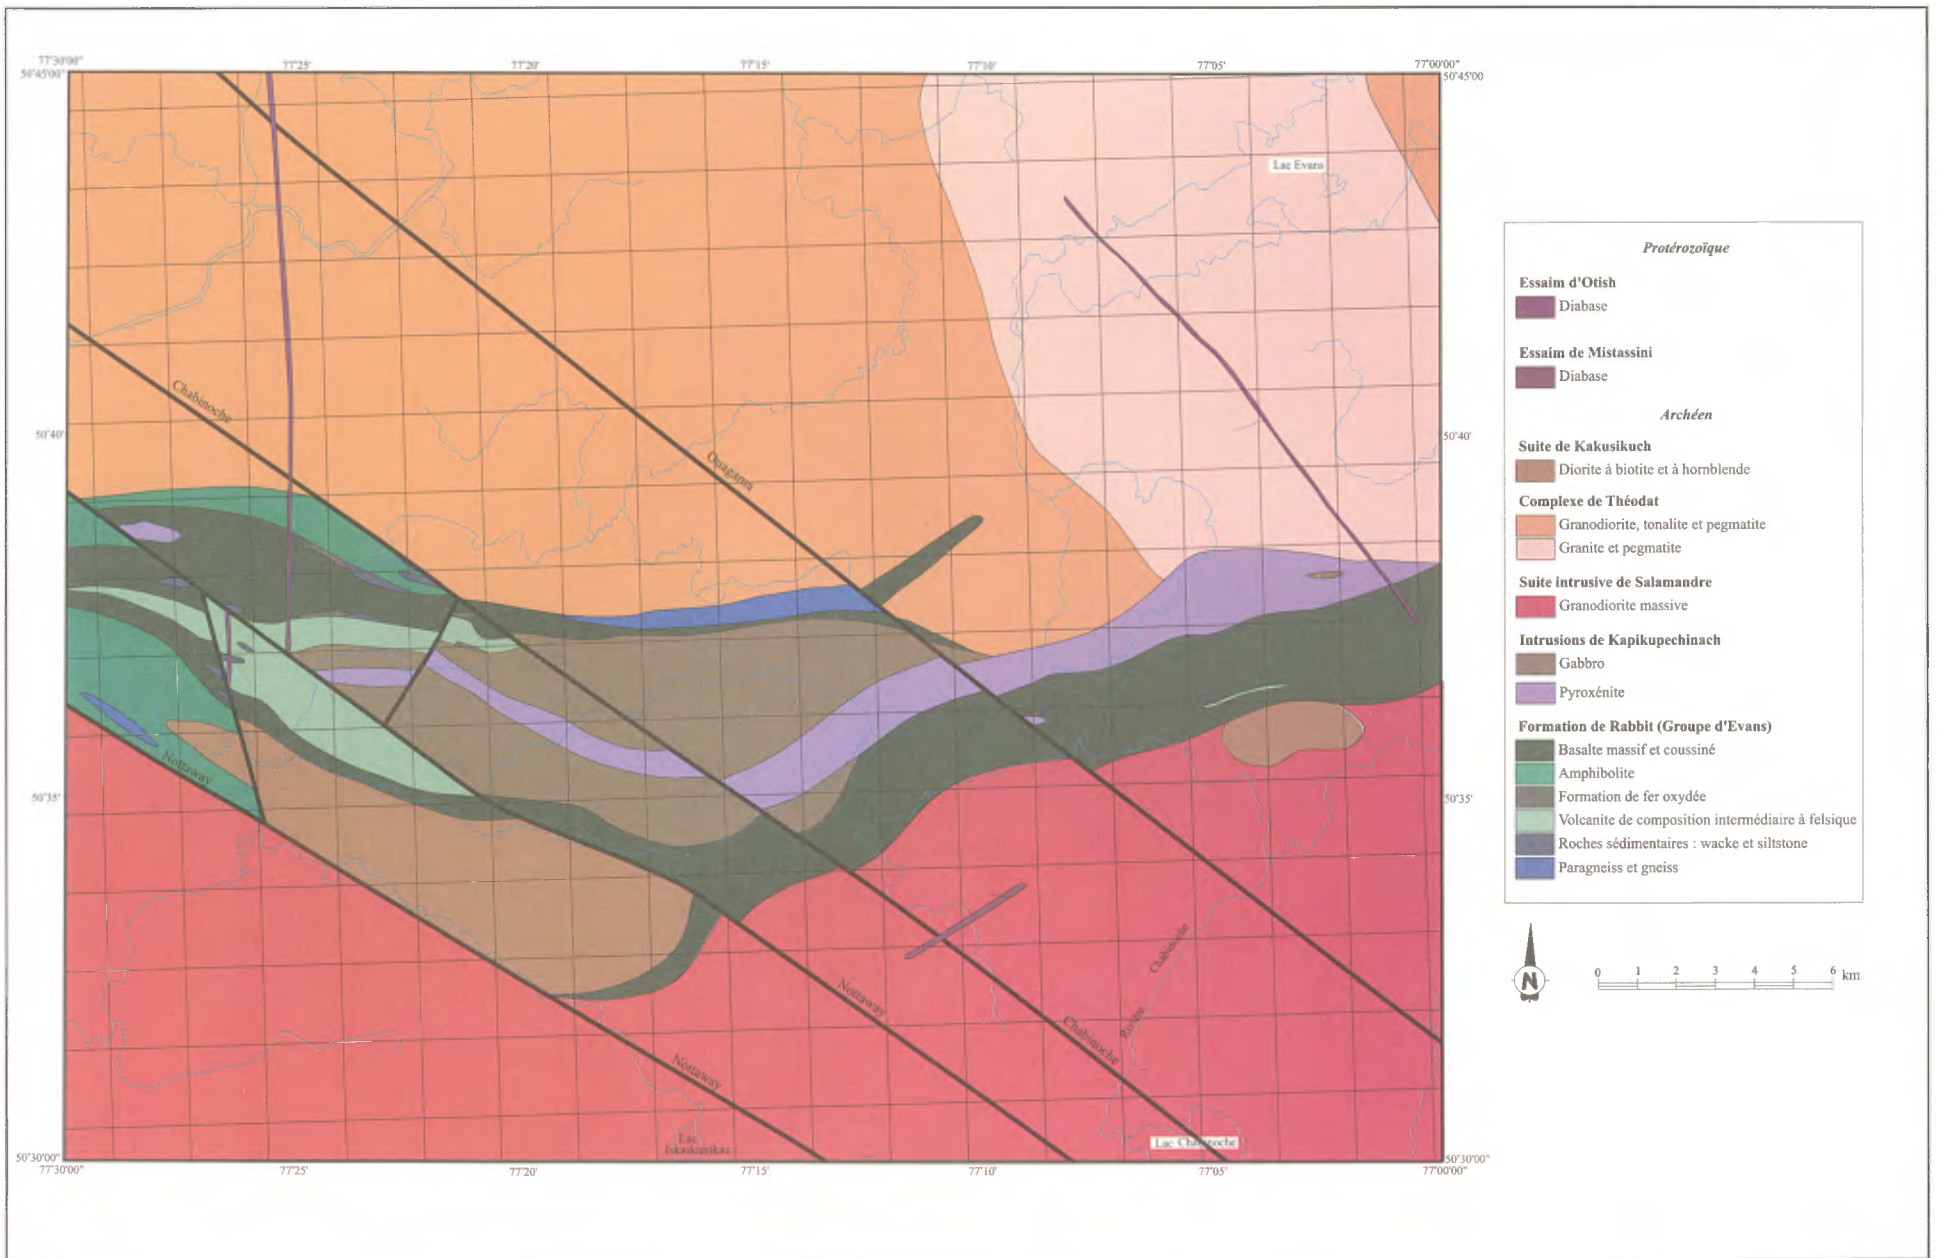 77°30'00"
77°25'
77°20'
77°15'
77°10'
77°05'
77°00'00"
50°45'00"
50°45'00
Lac Evans
Chabinoche
50°40'
50°40'
Ouagama
Nottaway
50°35'
50°35'
Chabinoche
Rivière
Nottaway
Chabinoche
Nottaway
Lac
Lac Chabinoche
50°30'00"
50°30'00"
77°30'00"
77°25'
77°20'
77°15'
77°10'
77°05'
77°00'00"
Protérozoïque
Essaim d'Otish
Diabase
Essaim de Mistassini
Diabase
Archéen
Suite de Kakusikuch
Diorite à biotite et à hornblende
Complexe de Théodat
Granodiorite, tonalite et pegmatite
Granite et pegmatite
Suite intrusive de Salamandre
Granodiorite massive
Intrusions de Kapikupechinach
Gabbro
Pyroxénite
Formation de Rabbit (Groupe d'Evans)
Basalte massif et coussiné
Amphibolite
Formation de fer oxydée
Volcanite de composition intermédiaire à felsique
Roches sédimentaires : wacke et siltstone
Paragneiss et gneiss
N
0 1 2 3 4 5 6 km